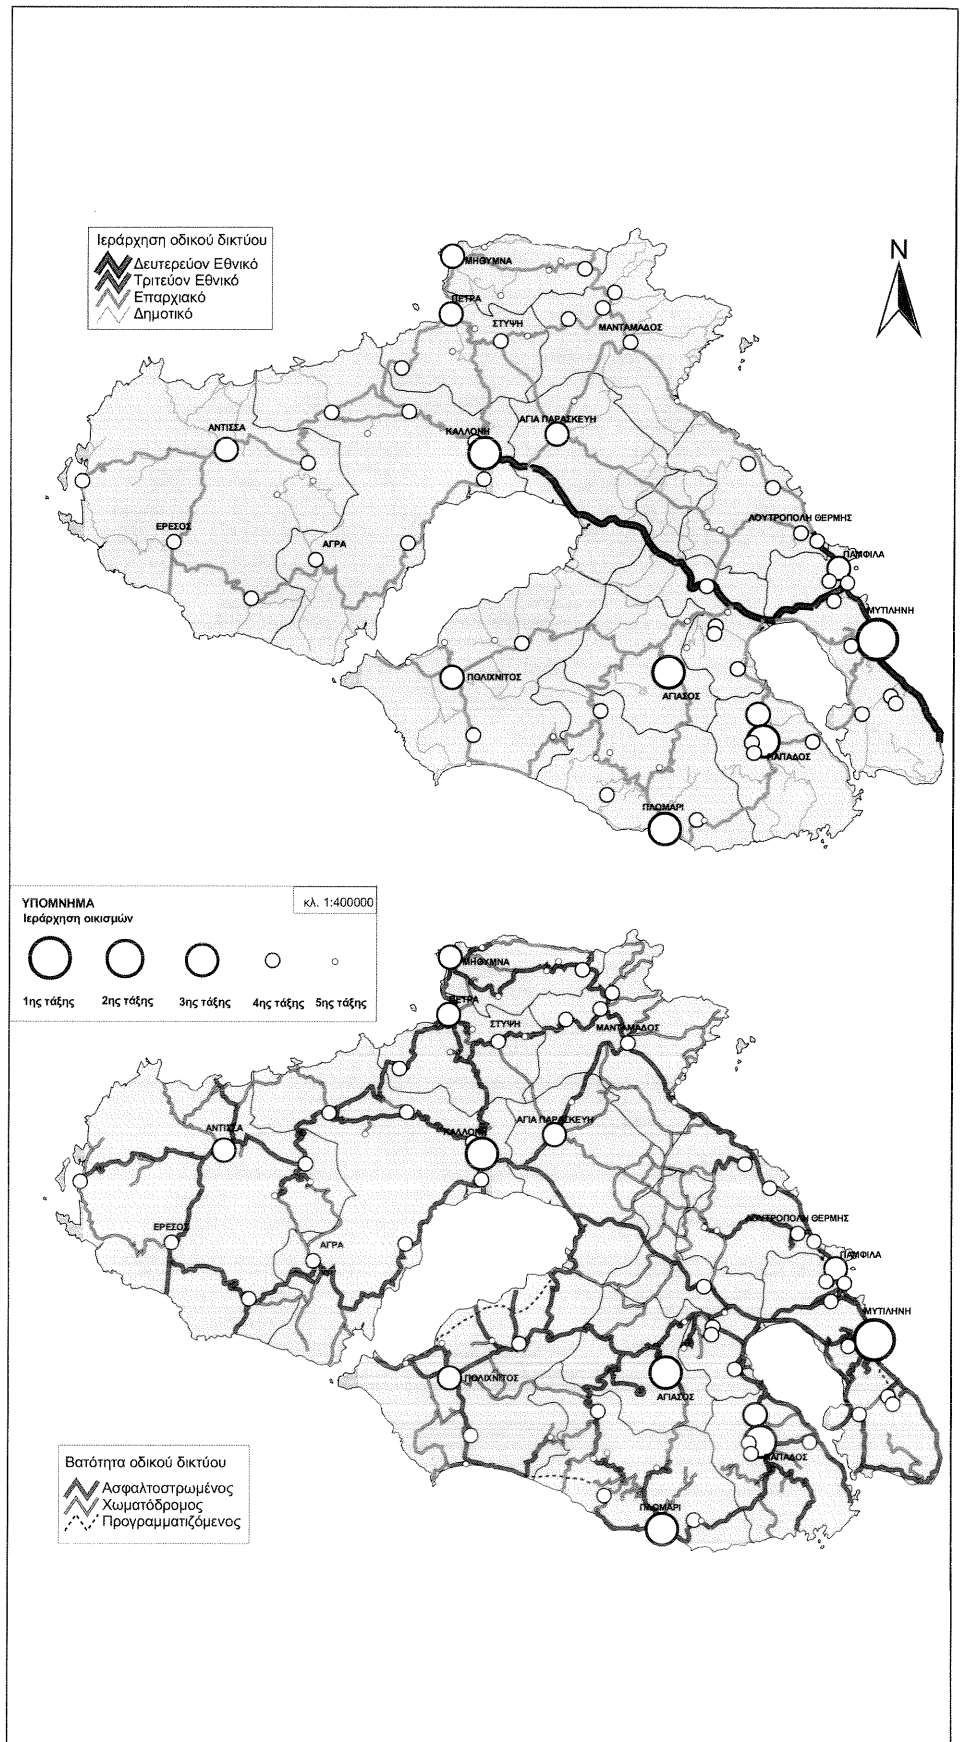 Ιεράρχηση οδικού δικτύου
Δευτερεύον Εθνικό
Τριτεύον Εθνικό
Επαρχιακό
Δημοτικό
N
ΜΗΘΥΜΝΑ
ΠΕΤΡΑ
ΣΤΥΨΗ
ΜΑΝΤΑΜΑΔΟΣ
ΑΝΤΙΣΣΑ
ΚΑΛΛΟΝΗ
ΑΓΙΑ ΠΑΡΑΣΚΕΥΗ
ΕΡΕΣΟΣ
ΑΓΡΑ
ΛΟΥΤΡΟΠΟΛΗ ΘΕΡΜΗΣ
ΠΑΜΦΙΛΑ
ΜΥΤΙΛΗΝΗ
ΠΟΛΙΧΝΙΤΟΣ
ΑΓΙΑΣΟΣ
ΠΑΠΑΔΟΣ
ΠΛΩΜΑΡΙ
ΥΠΟΜΝΗΜΑ
κλ. 1:400000
Ιεράρχηση οικισμών
1ης τάξης 2ης τάξης 3ης τάξης 4ης τάξης 5ης τάξης
ΜΗΘΥΜΝΑ
ΠΕΤΡΑ
ΣΤΥΨΗ
ΜΑΝΤΑΜΑΔΟΣ
ΑΝΤΙΣΣΑ
ΚΑΛΛΟΝΗ
ΑΓΙΑ ΠΑΡΑΣΚΕΥΗ
ΕΡΕΣΟΣ
ΑΓΡΑ
ΛΟΥΤΡΟΠΟΛΗ ΘΕΡΜΗΣ
ΠΑΜΦΙΛΑ
ΜΥΤΙΛΗΝΗ
ΠΟΛΙΧΝΙΤΟΣ
ΑΓΙΑΣΟΣ
ΠΑΠΑΔΟΣ
ΠΛΩΜΑΡΙ
Βατότητα οδικού δικτύου
Ασφαλτοστρωμένος
Χωματόδρομος
Προγραμματιζόμενος